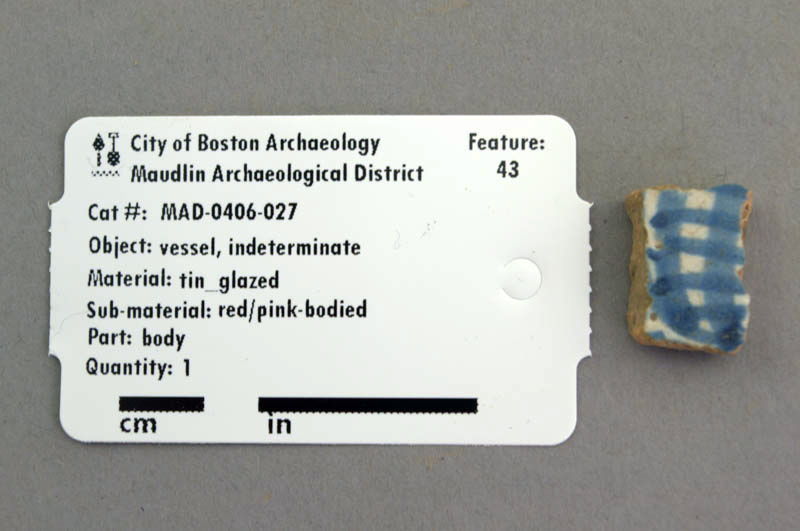 City of Boston Archaeology
Maudlin Archaeological District
Feature:
43
Cat #: MAD-0406-027
Object: vessel, indeterminate
Material: tin_glazed
Sub-material: red/pink-bodied
Part: body
Quantity: 1
cm in